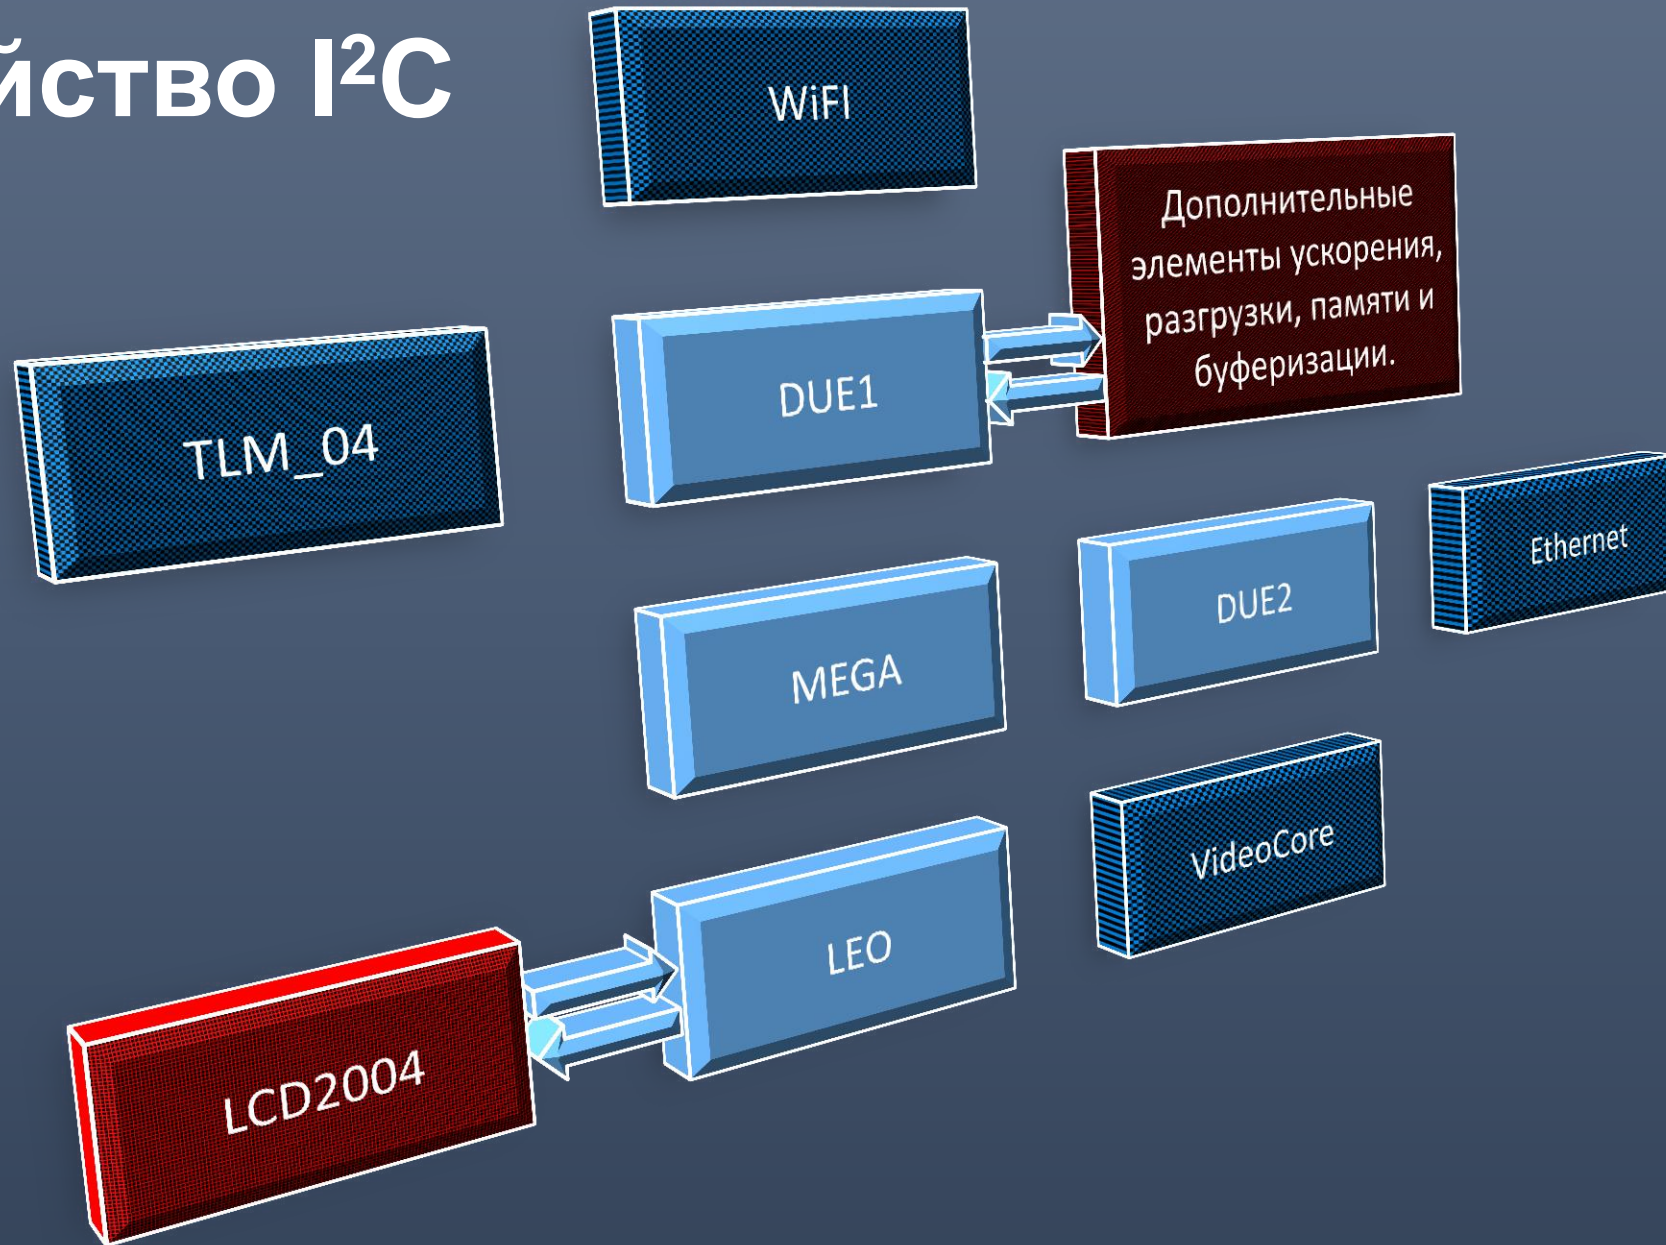 йство I²C
WiFI
Дополнительные
элементы ускорения,
разгрузки, памяти и
буферизации.
TLM_04
DUE1
Ethernet
DUE2
MEGA
VideoCore
LEO
LCD2004